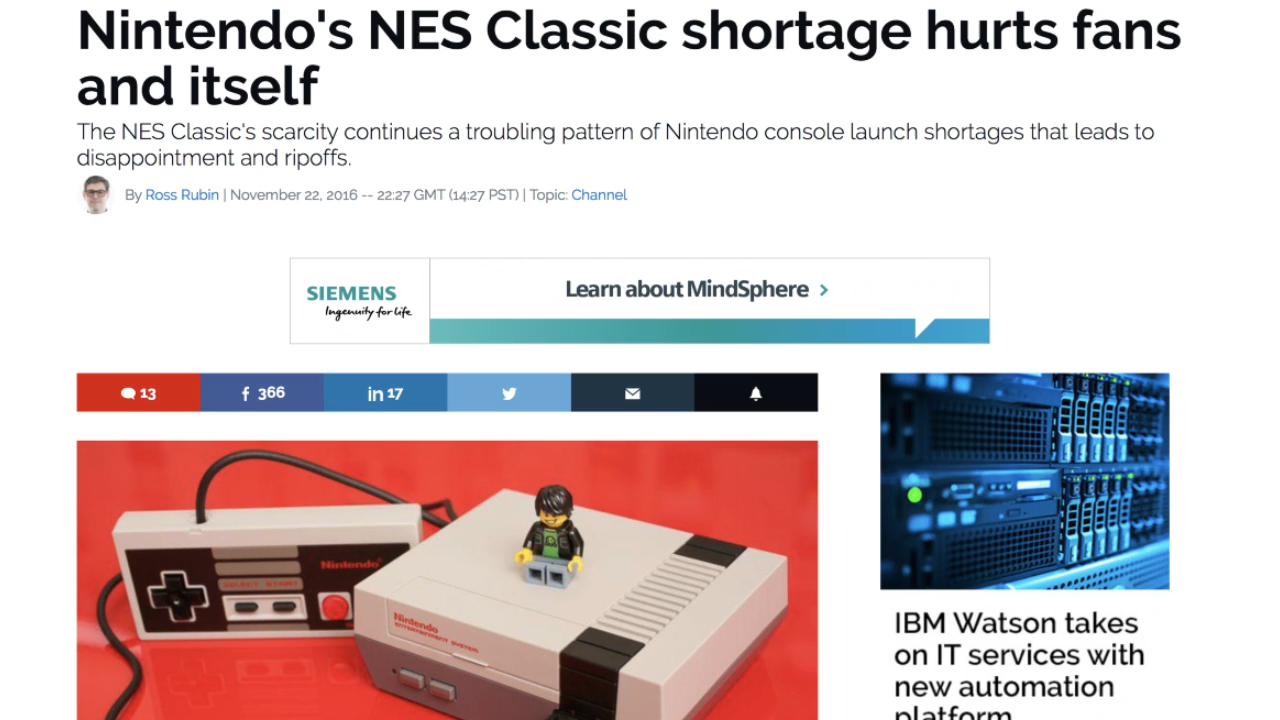 Nintendo's NES Classic shortage hurts fans
and itself
The NES Classic's scarcity continues a troubling pattern of Nintendo console launch shortages that leads to
disappointment and ripoffs.
By Ross Rubin | November 22, 2016 -- 22:27 GMT (14:27 PST) | Topic: Channel
SIEMENS
Ingenuity for life
Learn about MindSphere >
13
f 366
in 17
Nintendo
SELECT START
Nintendo
ENTERTAINMENT SYSTEM
IBM Watson takes
on IT services with
new automation
platform